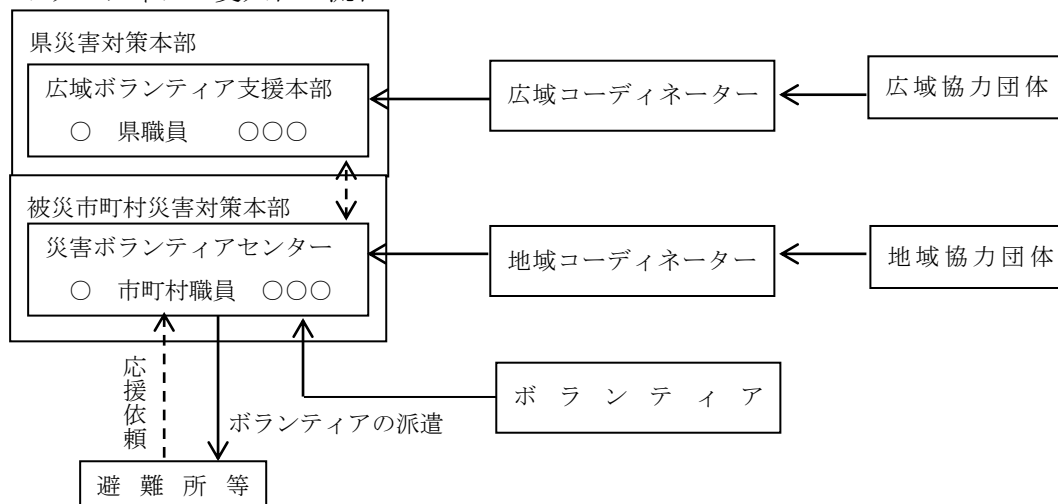 県災害対策本部
広域ボランティア支援本部
○ 県職員 ○○○
広域コーディネーター
広域協力団体
被災市町村災害対策本部
災害ボランティアセンター
○ 市町村職員 ○○○
地域コーディネーター
地域協力団体
応援依頼
ボランティアの派遣
ボランティア
避難所等